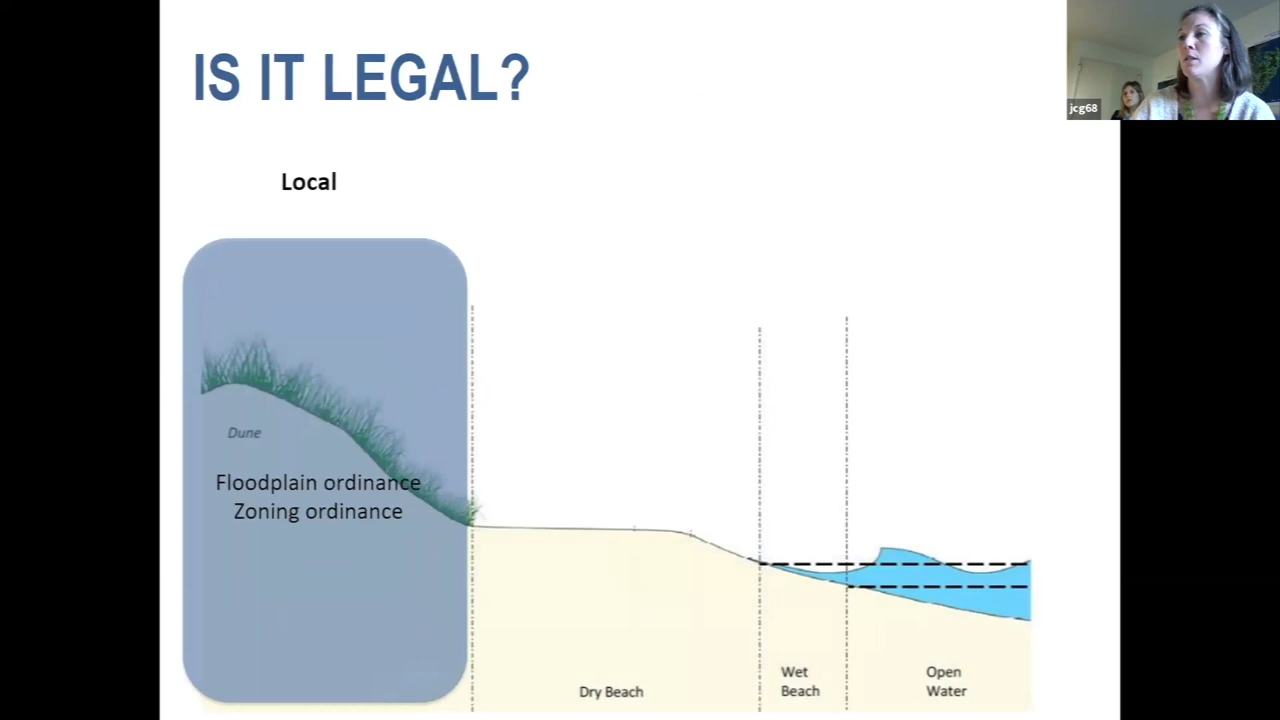 IS IT LEGAL?
jcg68
Local
Dune
Floodplain ordinance
Zoning ordinance
Dry Beach
Wet
Beach
Open
Water